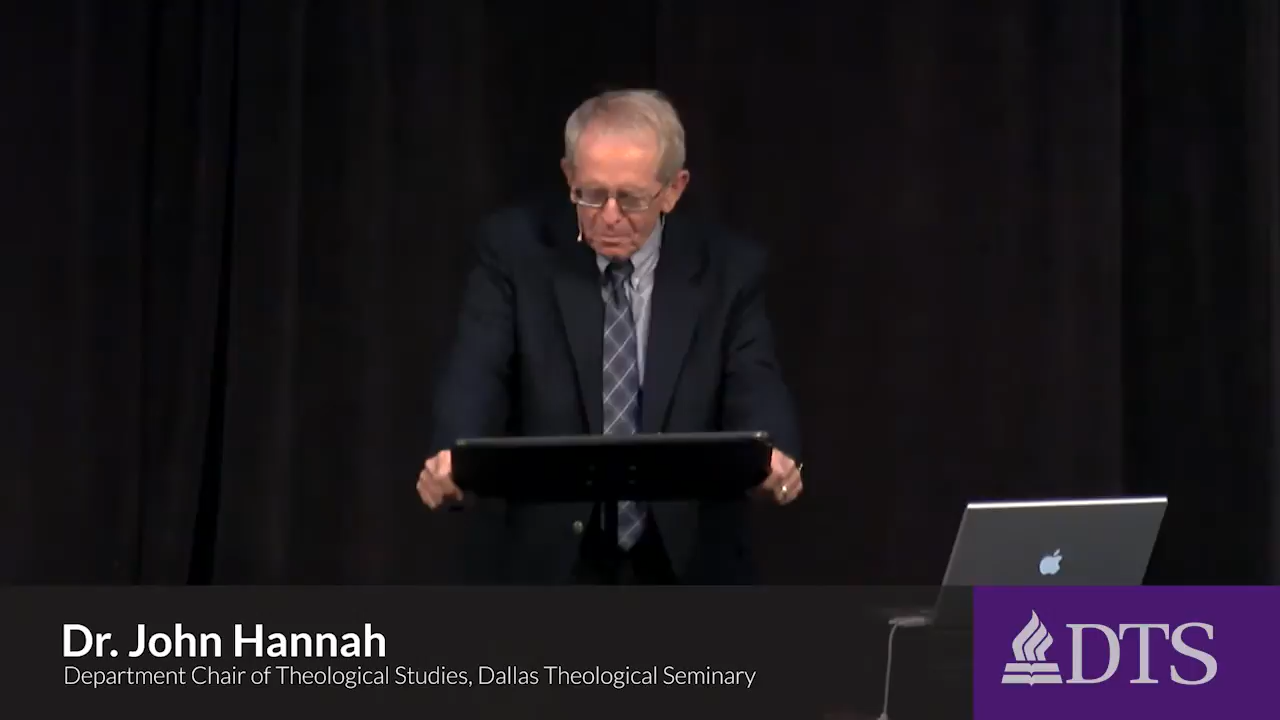 Dr. John Hannah
Department Chair of Theological Studies, Dallas Theological Seminary
DTS